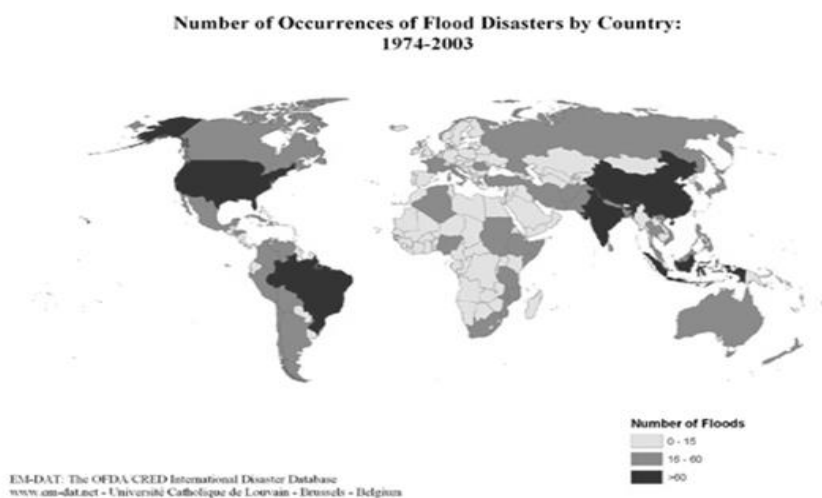 Number of Occurrences of Flood Disasters by Country:
1974-2003
Number of Floods
0 - 15
16 - 60
>60
EM-DAT: The OFDA CRED International Disaster Database
www.em-dat.net - Université Catholique de Louvain - Brussels - Belgium